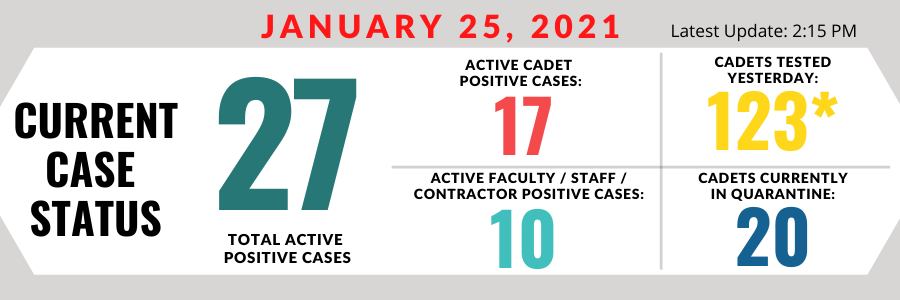 JANUARY 25, 2021
Latest Update: 2:15 PM
CURRENT
CASE
STATUS
27
TOTAL ACTIVE
POSITIVE CASES
ACTIVE CADET
POSITIVE CASES:
17
ACTIVE FACULTY / STAFF /
CONTRACTOR POSITIVE CASES:
10
CADETS TESTED
YESTERDAY:
123*
CADETS CURRENTLY
IN QUARANTINE:
20